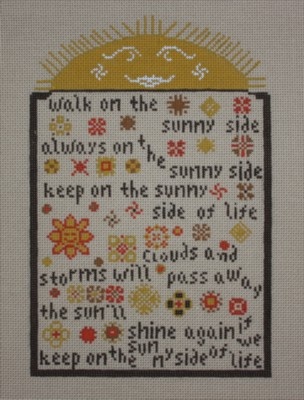 walk on the
sunny side
always on the
sunny side
keep on the sunny
side of life
clouds and
storms will pass away
the sun'll
shine again if we
keep on the sunny side of life